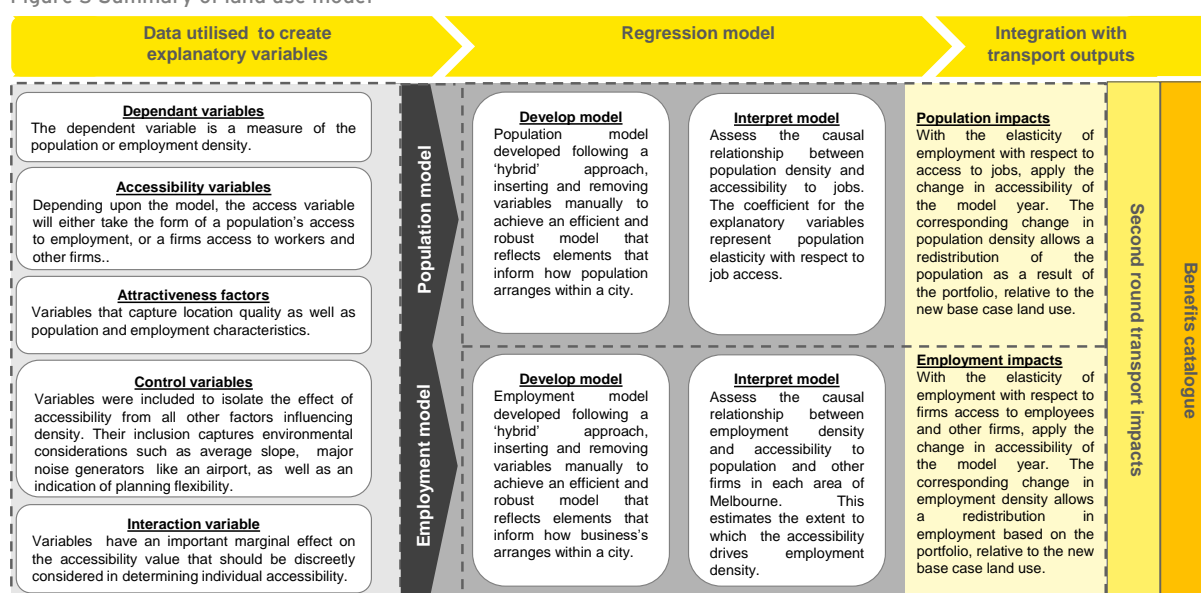 Figure 3 Summary of land use model
Data utilised to create
explanatory variables
Regression model
Integration with
transport outputs
Dependant variables
The dependent variable is a measure of the
population or employment density.
Accessibility variables
Depending upon the model, the access variable
will either take the form of a population's access
to employment, or a firms access to workers and
other firms..
Attractiveness factors
Variables that capture location quality as well as
population and employment characteristics.
Control variables
Variables were included to isolate the effect of
accessibility from all other factors influencing
density. Their inclusion captures environmental
considerations such as average slope, major
noise generators like an airport, as well as an
indication of planning flexibility.
Interaction variable
Variables have an important marginal effect on
the accessibility value that should be discreetly
considered in determining individual accessibility.
Population model
Employment model
Develop model
Population model
developed following a
'hybrid' approach,
inserting and removing
variables manually to
achieve an efficient and
robust model that
reflects elements that
inform how population
arranges within a city.
Interpret model
Assess the causal
relationship between
population density and
accessibility to jobs.
The coefficient for the
explanatory variables
represent population
elasticity with respect to
job access.
Develop model
Employment model
developed following a
'hybrid' approach,
inserting and removing
variables manually to
achieve an efficient and
robust model that
reflects elements that
inform how business's
arranges within a city.
Interpret model
Assess the causal
relationship between
employment density
and accessibility to
population and other
firms in each area of
Melbourne. This
estimates the extent to
which the accessibility
drives employment
density.
Population impacts
With the elasticity of
employment with respect to
access to jobs, apply the
change in accessibility of
the model year. The
corresponding change in
population density allows a
redistribution of the
population as a result of
the portfolio, relative to the
new base case land use.
Employment impacts
With the elasticity of
employment with respect to
firms access to employees
and other firms, apply the
change in accessibility of
the model year. The
corresponding change in
employment density allows
a redistribution in
employment based on the
portfolio, relative to the new
base case land use.
Second round transport impacts
Benefits catalogue